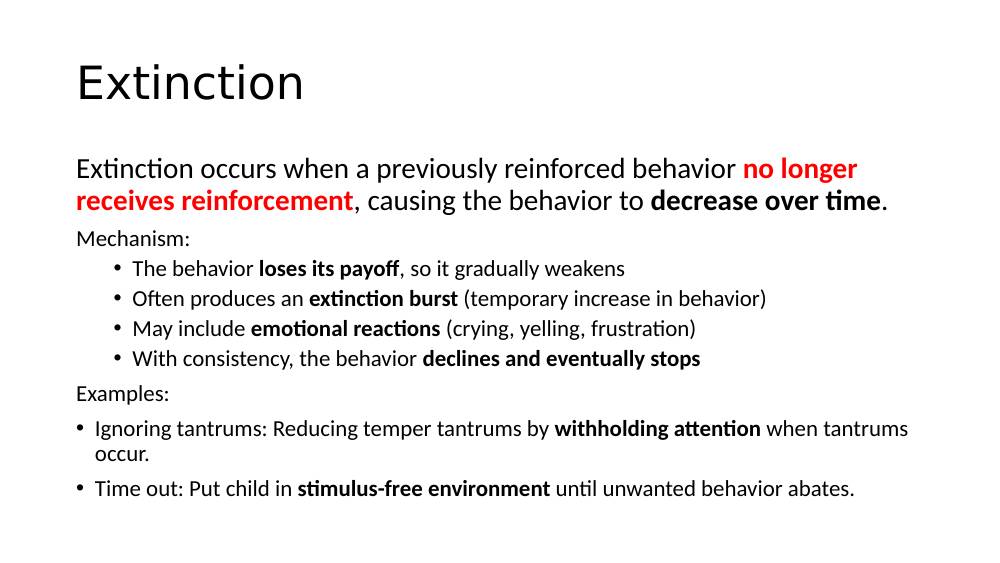 Extinction
Extinction occurs when a previously reinforced behavior no longer
receives reinforcement, causing the behavior to decrease over time.
Mechanism:
• The behavior loses its payoff, so it gradually weakens
• Often produces an extinction burst (temporary increase in behavior)
• May include emotional reactions (crying, yelling, frustration)
• With consistency, the behavior declines and eventually stops
Examples:
• Ignoring tantrums: Reducing temper tantrums by withholding attention when tantrums
occur.
• Time out: Put child in stimulus-free environment until unwanted behavior abates.